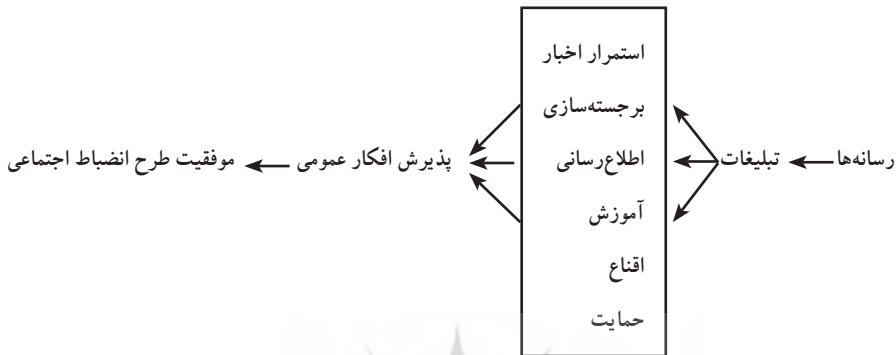 رسانه‌ها
تبلیغات
استمرار اخبار
برجسته‌سازی
اطلاع‌رسانی
آموزش
اقناع
حمایت
پذیرش افکار عمومی
موفقیت طرح انضباط اجتماعی